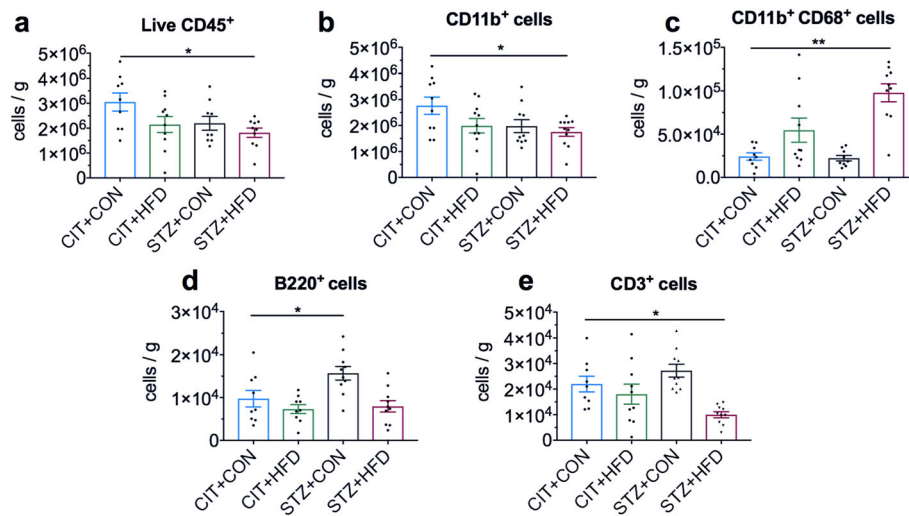 a
Live CD45⁺
cells / g
5×10⁶
4×10⁶
3×10⁶
2×10⁶
1×10⁶
0
*
CIT+CON
CIT+HFD
STZ+CON
STZ+HFD
b
CD11b⁺ cells
cells / g
5×10⁶
4×10⁶
3×10⁶
2×10⁶
1×10⁶
0
*
CIT+CON
CIT+HFD
STZ+CON
STZ+HFD
c
CD11b⁺ CD68⁺ cells
cells / g
1.5×10⁵
1.0×10⁵
5.0×10⁴
0.0
**
CIT+CON
CIT+HFD
STZ+CON
STZ+HFD
d
B220⁺ cells
cells / g
3×10⁴
2×10⁴
1×10⁴
0
*
CIT+CON
CIT+HFD
STZ+CON
STZ+HFD
e
CD3⁺ cells
cells / g
5×10⁴
4×10⁴
3×10⁴
2×10⁴
1×10⁴
0
*
CIT+CON
CIT+HFD
STZ+CON
STZ+HFD